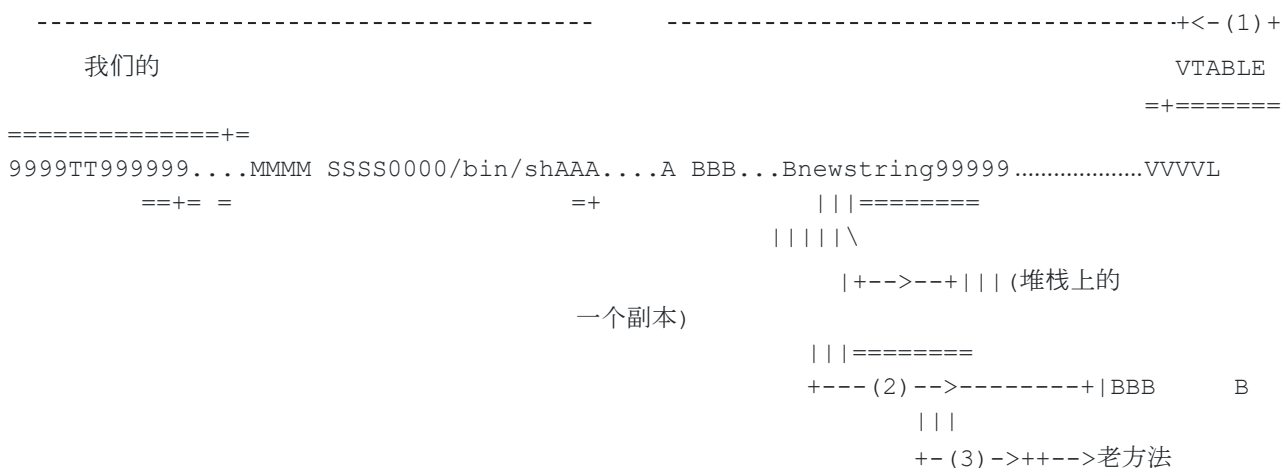 ------------------------------------- ----------------------------------+<-(1)+
我们的 VTABLE
=+=======
==============+=
9999TT999999....MMMM SSSS0000/bin/shAAA....A BBB...Bnewstring99999.....................VVVVL
==+= = =+ |||========
|||||\
|+-->--+|||(堆栈上的
一个副本)
|||========
+---(2)-->--------+|BBB B
|||
+-(3)->++-->老方法